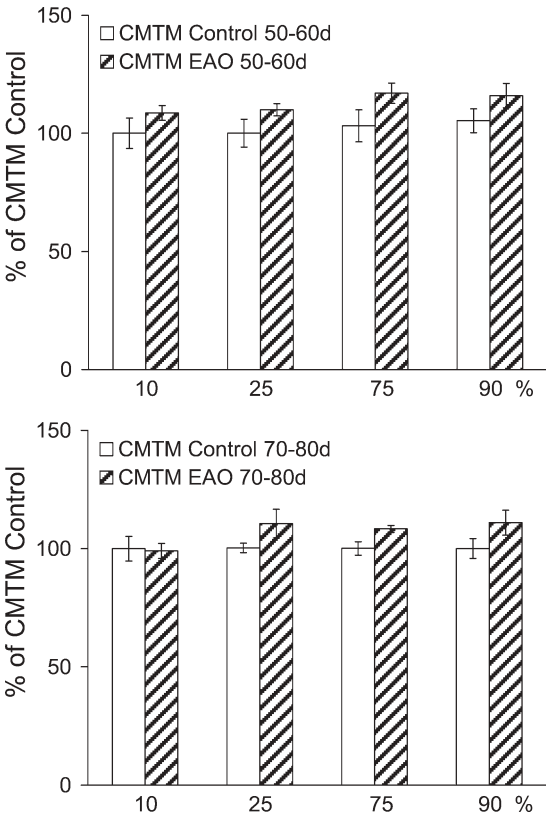 150
CMTM Control 50-60d
CMTM EAO 50-60d
100
50
0
% of CMTM Control
10 25 75 90 %
150
CMTM Control 70-80d
CMTM EAO 70-80d
100
50
0
% of CMTM Control
10 25 75 90 %